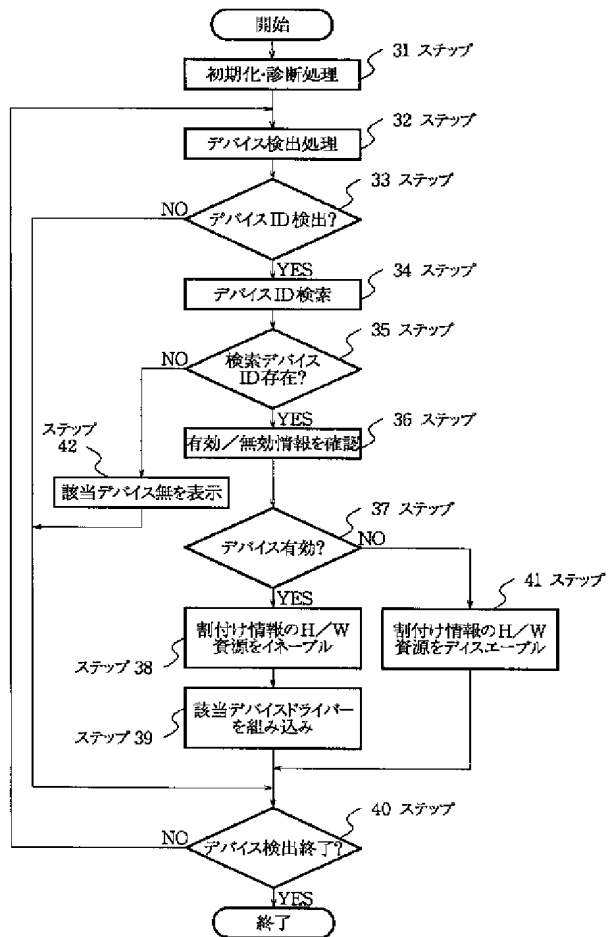 開始
31 ステップ
初期化・診断処理
32 ステップ
デバイス検出処理
33 ステップ
NO
デバイスID検出?
YES
34 ステップ
デバイスID検索
35 ステップ
NO
検索デバイス
ID存在?
YES
36 ステップ
有効/無効情報を確認
ステップ
42
該当デバイス無を表示
37 ステップ
デバイス有効?
NO
YES
41 ステップ
割付け情報のH/W
資源をイネーブル
ステップ 38
割付け情報のH/W
資源をディスエーブル
該当デバイスドライバー
を組み込み
ステップ 39
40 ステップ
NO
デバイス検出終了?
YES
終了